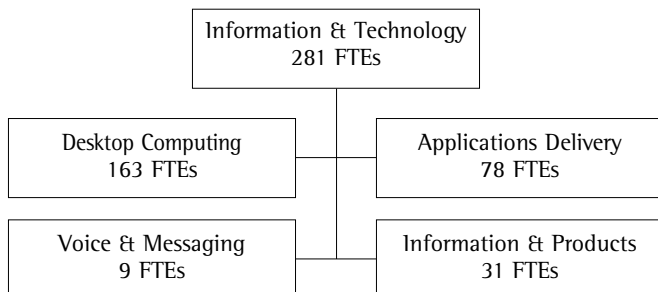 Information & Technology
281 FTEs
Desktop Computing
163 FTEs
Applications Delivery
78 FTEs
Voice & Messaging
9 FTEs
Information & Products
31 FTEs